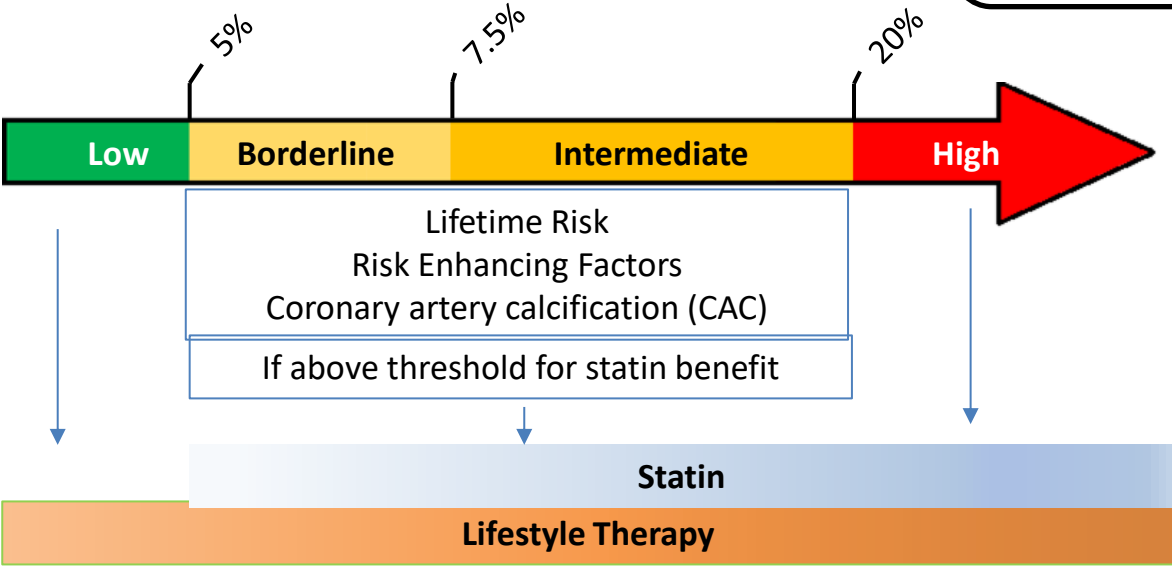 5%
7.5%
20%
Low
Borderline
Intermediate
High
Lifetime Risk
Risk Enhancing Factors
Coronary artery calcification (CAC)
If above threshold for statin benefit
Statin
Lifestyle Therapy